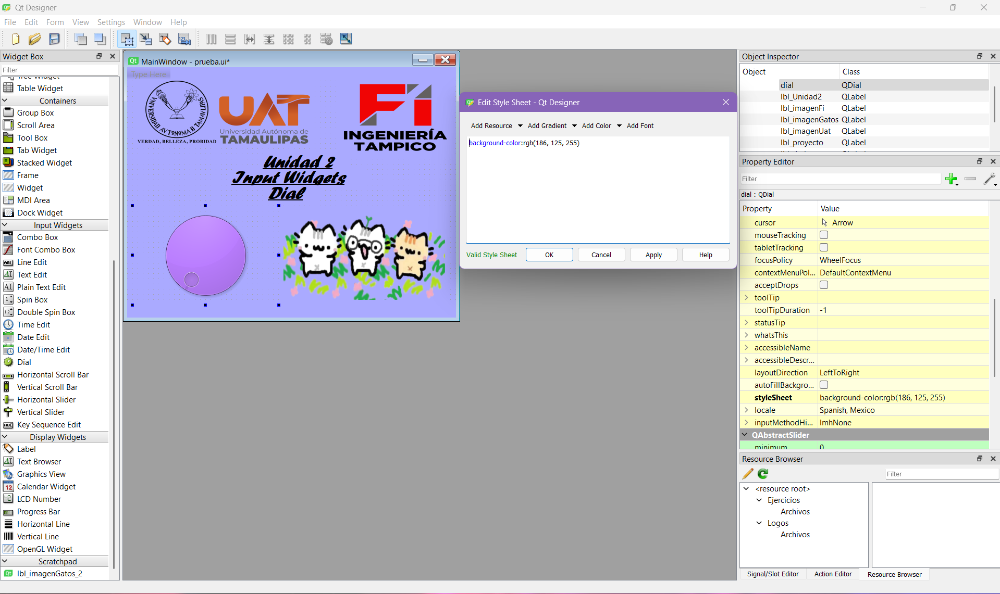 Qt Designer
File Edit Form View Settings Window Help
Widget Box
Filter
Tree Widget
Table Widget
Containers
Group Box
Scroll Area
Tool Box
Tab Widget
Stacked Widget
Frame
Widget
MDI Area
Dock Widget
Input Widgets
Combo Box
Font Combo Box
Line Edit
Text Edit
Plain Text Edit
Spin Box
Double Spin Box
Time Edit
Date Edit
Date/Time Edit
Dial
Horizontal Scroll Bar
Vertical Scroll Bar
Horizontal Slider
Vertical Slider
Key Sequence Edit
Display Widgets
Label
Text Browser
Graphics View
Calendar Widget
LCD Number
Progress Bar
Horizontal Line
Vertical Line
OpenGL Widget
Scratchpad
lbl_imagenGatos_2
MainWindow - prueba.ui*
Type Here
VERDAD, BELLEZA, PROBIDAD
UAT
Universidad Autónoma de
TAMAULIPAS
FI
INGENIERÍA
TAMPICO
Unidad 2
Input Widgets
Dial
Edit Style Sheet - Qt Designer
Add Resource Add Gradient Add Color Add Font
background-color:rgb(186, 125, 255)
Valid Style Sheet OK Cancel Apply Help
Object Inspector
Object Class
dial QDial
lbl_Unidad2 QLabel
lbl_imagenFi QLabel
lbl_imagenGatos QLabel
lbl_imagenUat QLabel
lbl_proyecto QLabel
Property Editor
Filter
dial : QDial
Property Value
cursor Arrow
mouseTracking
tabletTracking
focusPolicy WheelFocus
contextMenuPol... DefaultContextMenu
acceptDrops
toolTip
toolTipDuration -1
statusTip
whatsThis
accessibleName
accessibleDescr...
layoutDirection LeftToRight
autoFillBackgro...
styleSheet background-color:rgb(186, 125, 255)
locale Spanish, Mexico
inputMethodHi... ImhNone
QAbstractSlider
minimum 0
Resource Browser
Filter
<resource root>
Ejercicios
Archivos
Logos
Archivos
Signal/Slot Editor Action Editor Resource Browser